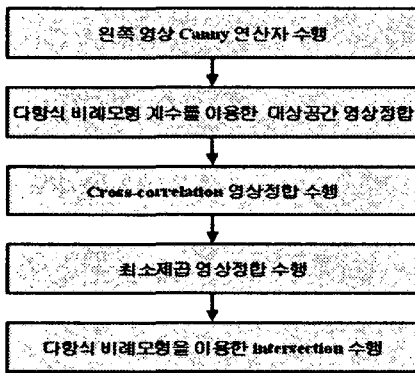 왼쪽 영상 Canny 연산자 수행
다항식 비례모형 계수를 이용한 대상공간 영상정합
Cross-correlation 영상정합 수행
최소제곱 영상정합 수행
다항식 비례모형을 이용한 intersection 수행